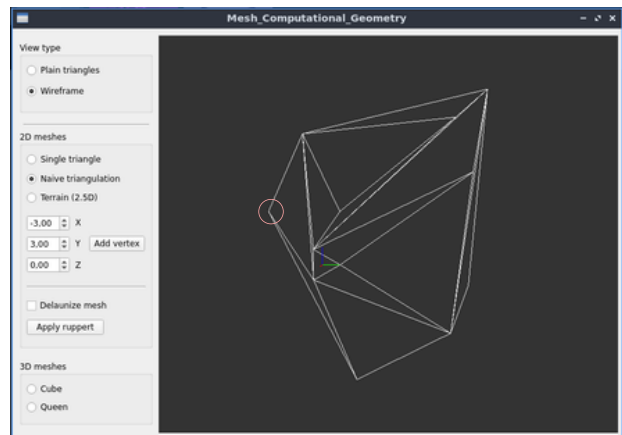 Mesh_Computational_Geometry
View type
Plain triangles
Wireframe
2D meshes
Single triangle
Naive triangulation
Terrain (2.5D)
-3,00 X
3,00 Y Add vertex
0,00 Z
Delaunize mesh
Apply ruppert
3D meshes
Cube
Queen